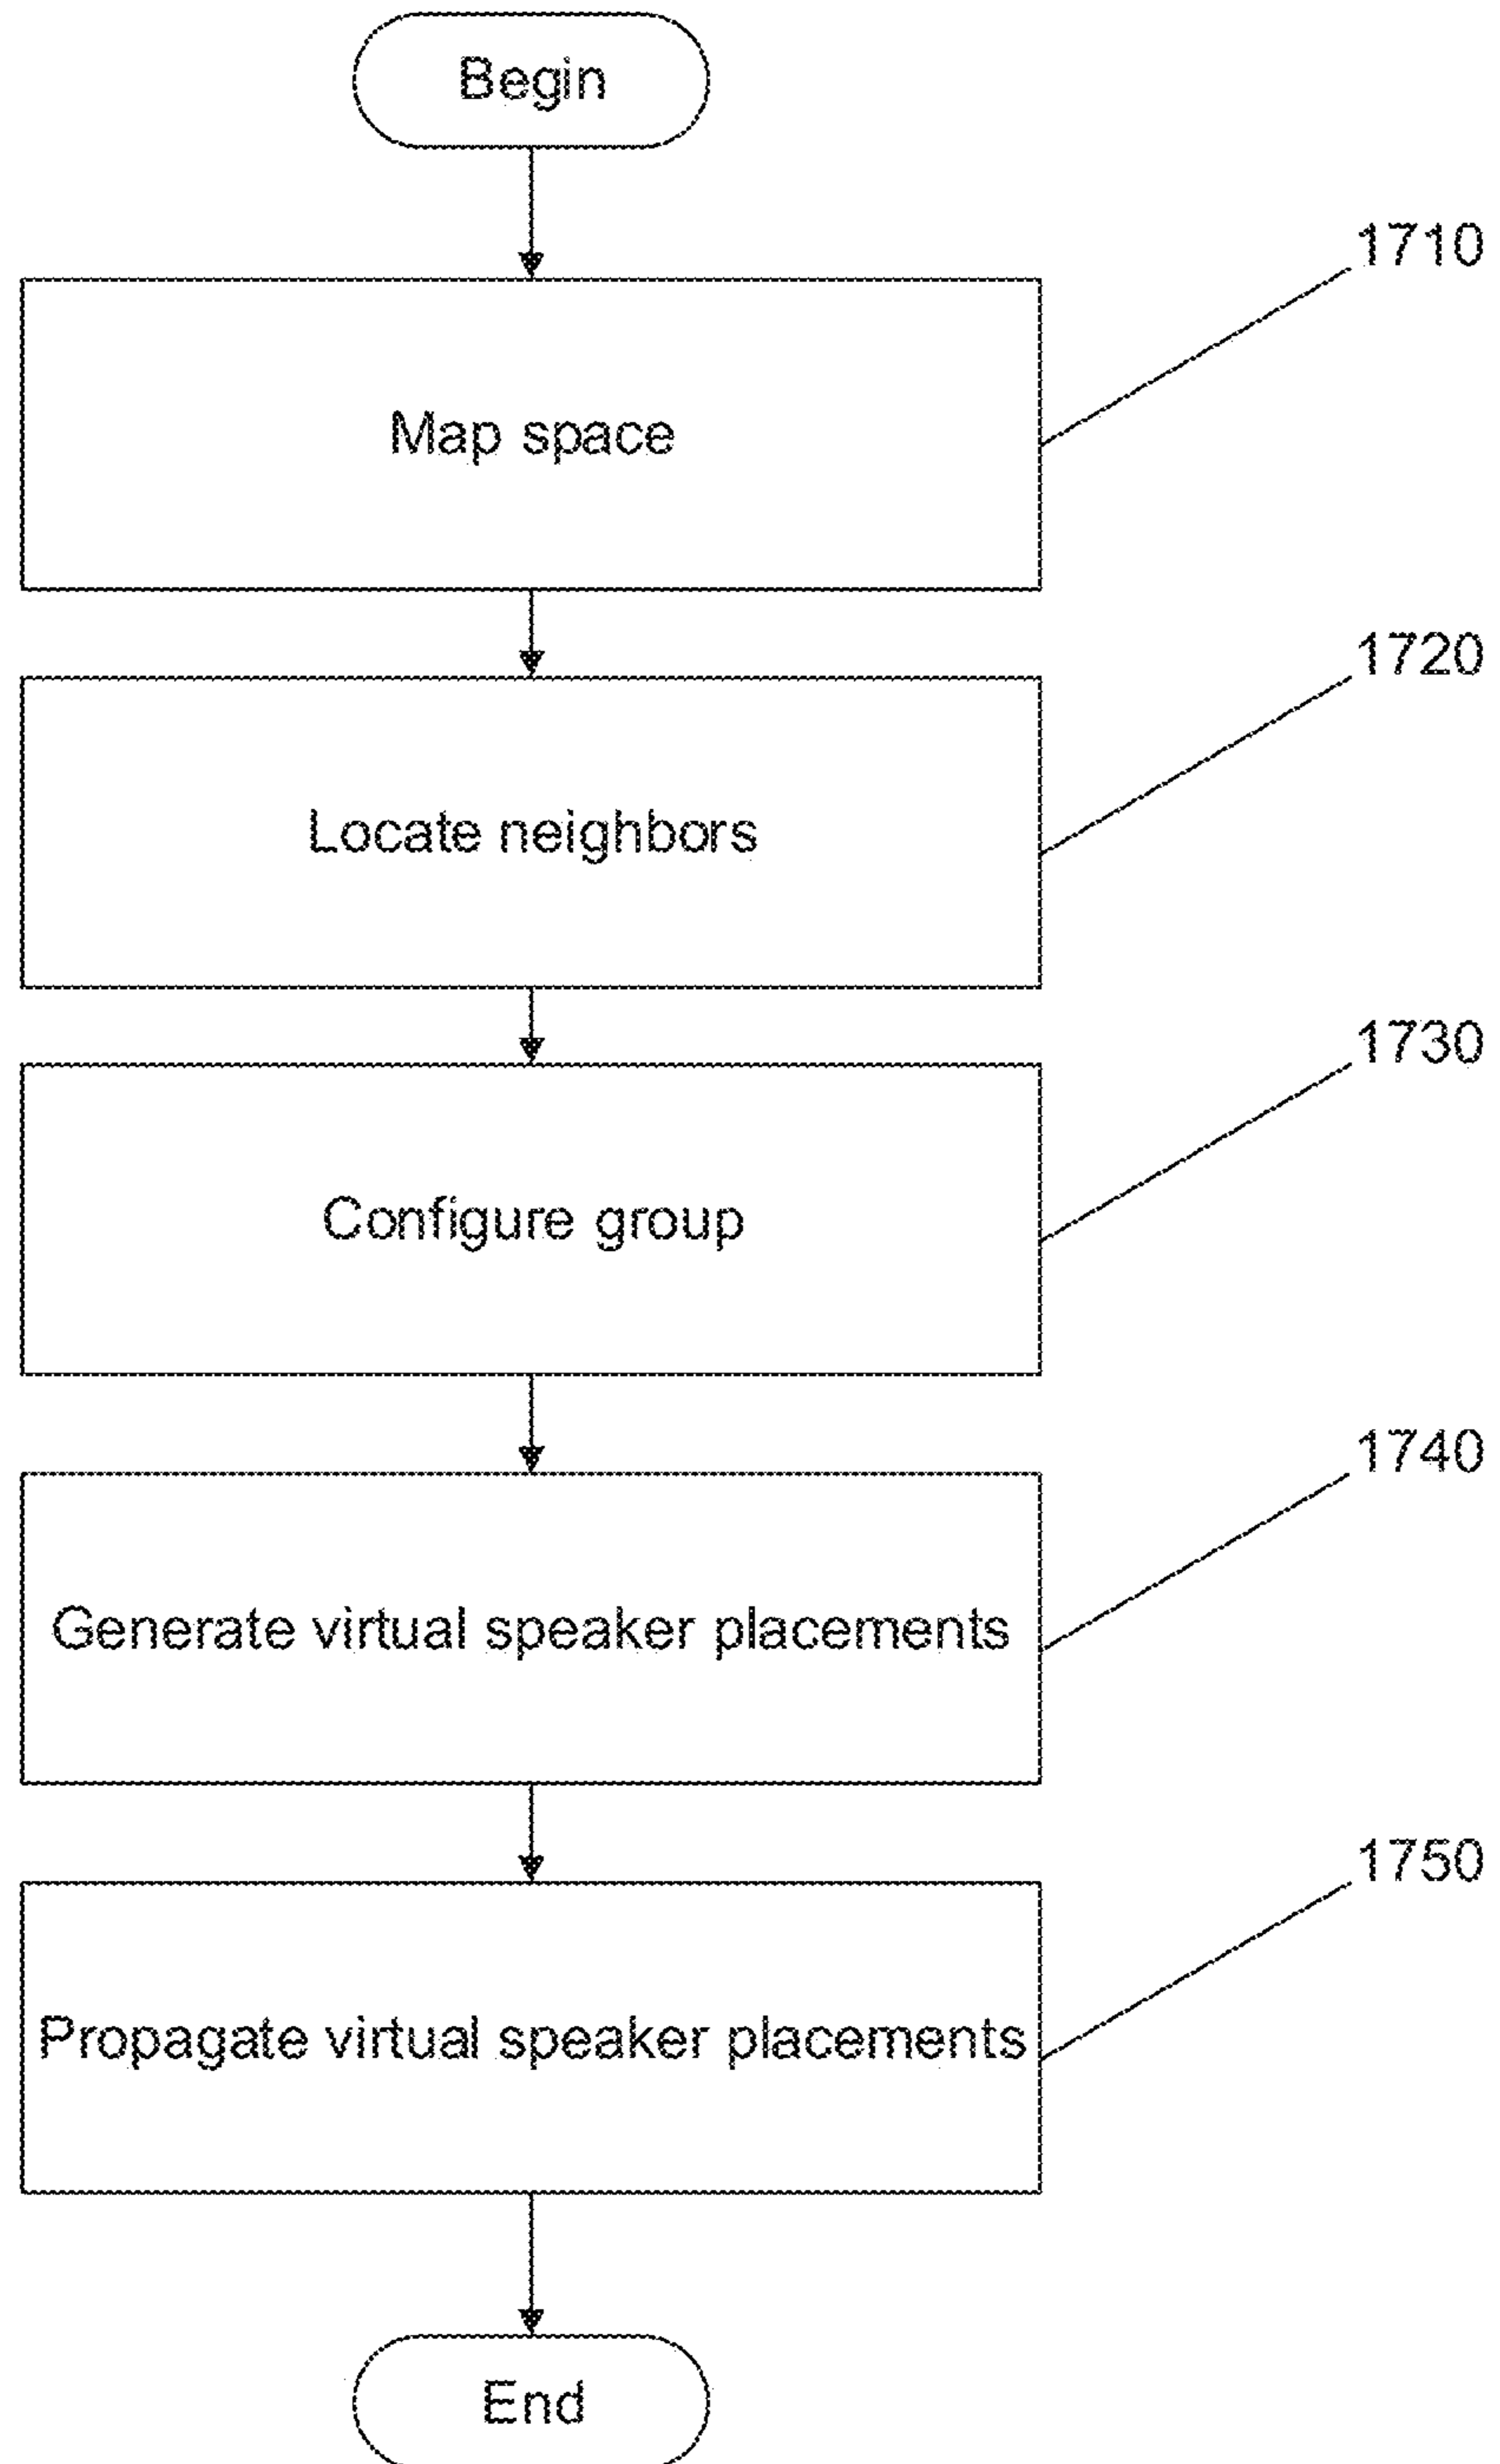 Begin
1710
Map space
1720
Locate neighbors
1730
Configure group
1740
Generate virtual speaker placements
1750
Propagate virtual speaker placements
End